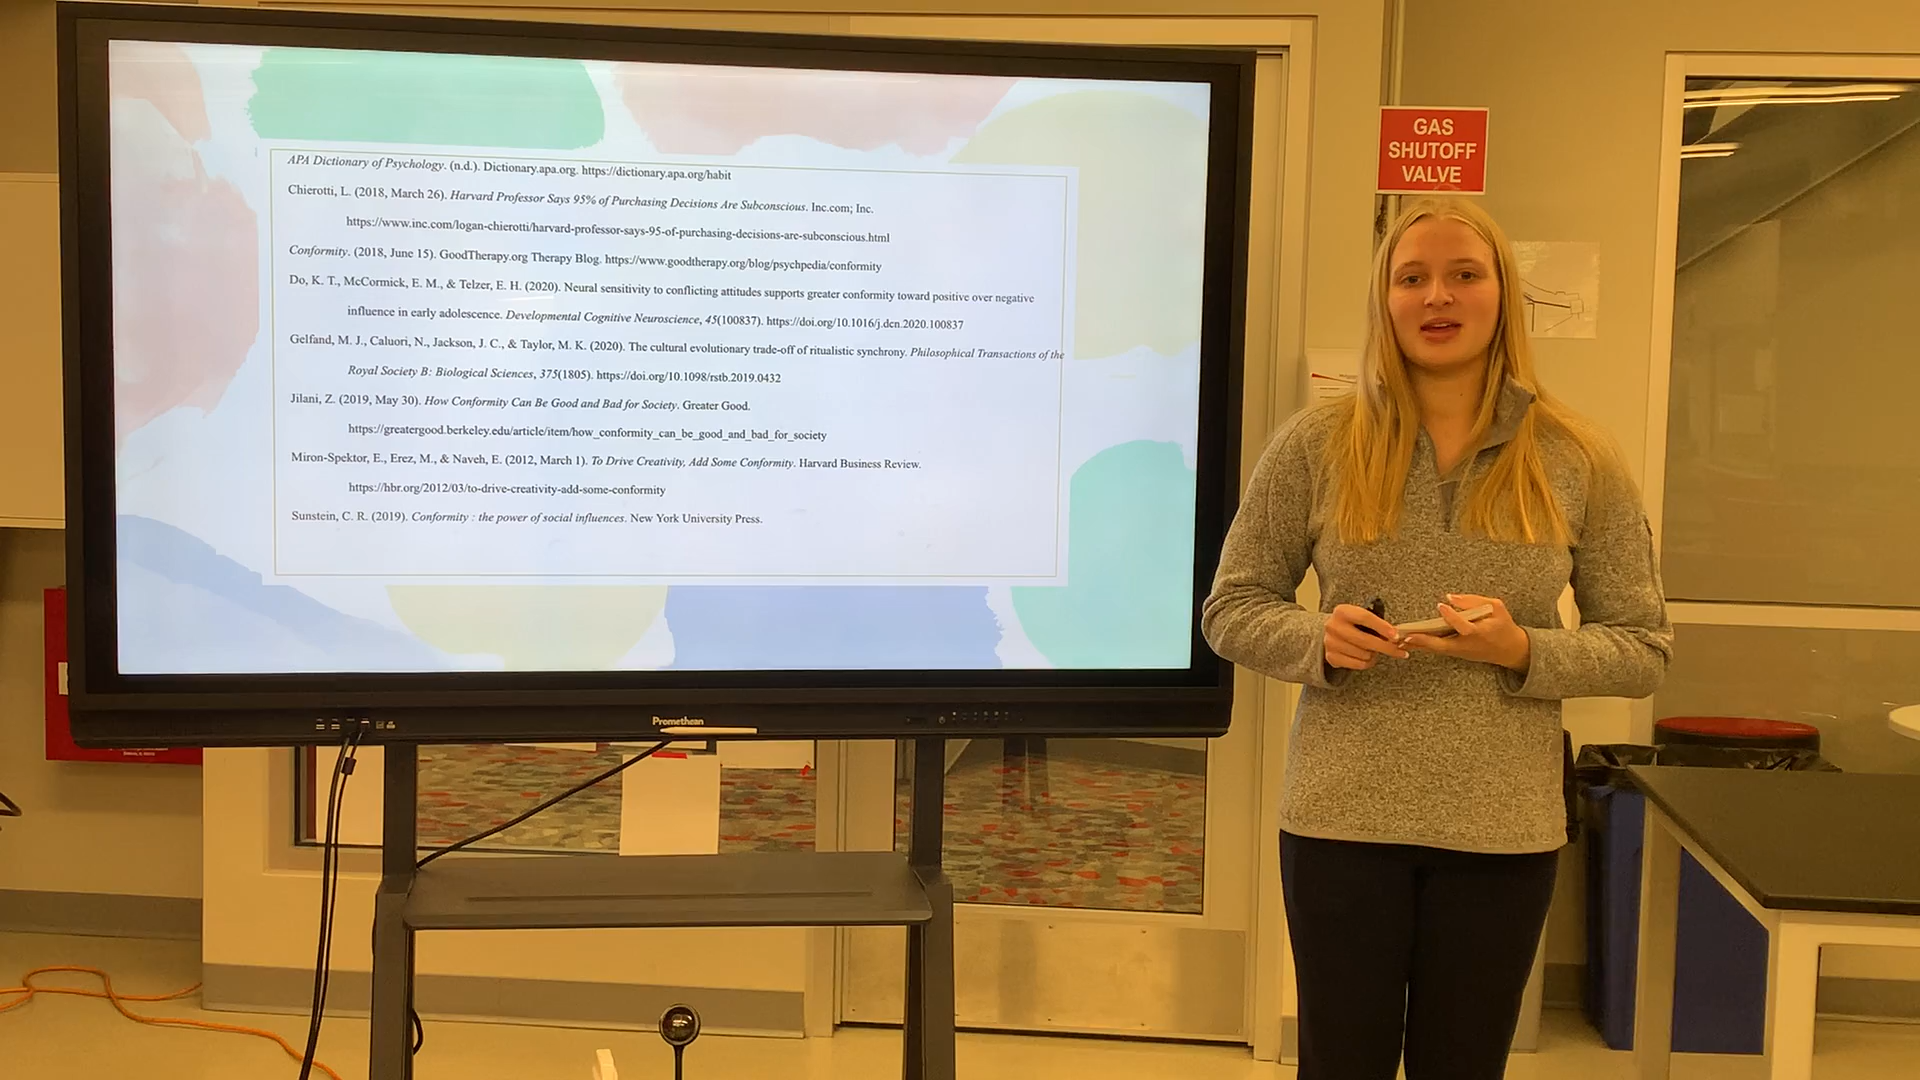 APA Dictionary of Psychology. (n.d.). Dictionary.apa.org. https://dictionary.apa.org/habit
Chierotti, L. (2018, March 26). Harvard Professor Says 95% of Purchasing Decisions Are Subconscious. Inc.com; Inc.
https://www.inc.com/logan-chierotti/harvard-professor-says-95-of-purchasing-decisions-are-subconscious.html
Conformity. (2018, June 15). GoodTherapy.org Therapy Blog. https://www.goodtherapy.org/blog/psychpedia/conformity
Do, K. T., McCormick, E. M., & Telzer, E. H. (2020). Neural sensitivity to conflicting attitudes supports greater conformity toward positive over negative
influence in early adolescence. Developmental Cognitive Neuroscience, 45(100837). https://doi.org/10.1016/j.dcn.2020.100837
Gelfand, M. J., Caluori, N., Jackson, J. C., & Taylor, M. K. (2020). The cultural evolutionary trade-off of ritualistic synchrony. Philosophical Transactions of the
Royal Society B: Biological Sciences, 375(1805). https://doi.org/10.1098/rstb.2019.0432
Jilani, Z. (2019, May 30). How Conformity Can Be Good and Bad for Society. Greater Good.
https://greatergood.berkeley.edu/article/item/how_conformity_can_be_good_and_bad_for_society
Miron-Spektor, E., Erez, M., & Naveh, E. (2012, March 1). To Drive Creativity, Add Some Conformity. Harvard Business Review.
https://hbr.org/2012/03/to-drive-creativity-add-some-conformity
Sunstein, C. R. (2019). Conformity : the power of social influences. New York University Press.
Promethean
GAS
SHUTOFF
VALVE